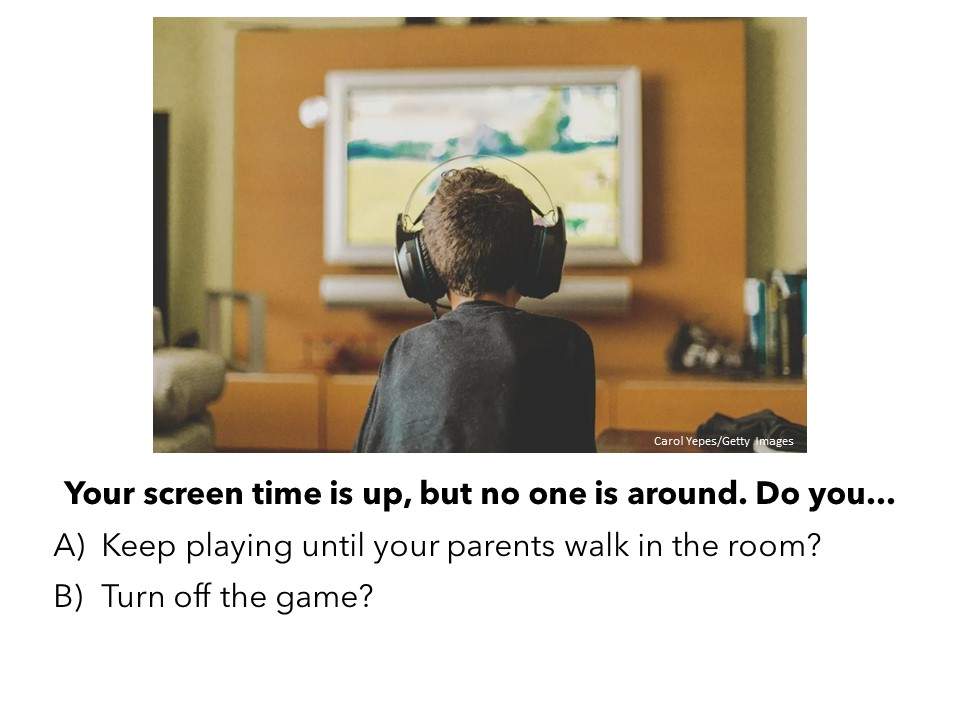 Carol Yepes/Getty Images
Your screen time is up, but no one is around. Do you...
A) Keep playing until your parents walk in the room?
B) Turn off the game?